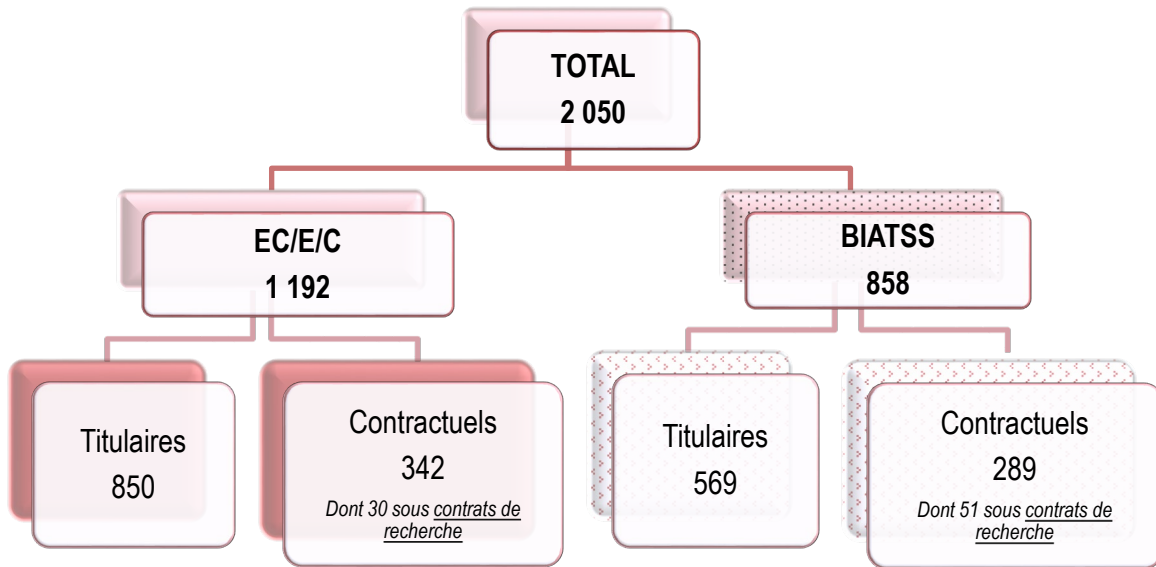 TOTAL
2 050
EC/E/C
1 192
BIATSS
858
Titulaires
850
Contractuels
342
Dont 30 sous contrats de
recherche
Titulaires
569
Contractuels
289
Dont 51 sous contrats de
recherche